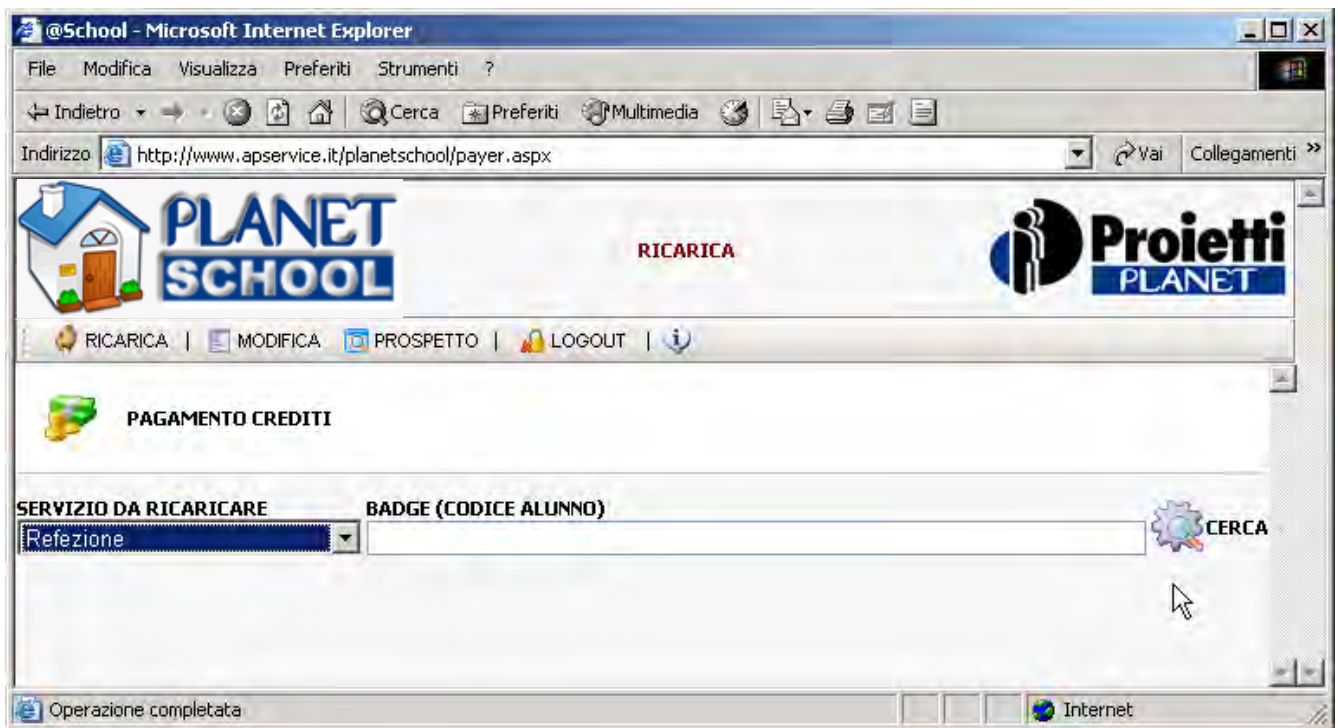 @School - Microsoft Internet Explorer
File Modifica Visualizza Preferiti Strumenti ?
Indietro Cerca Preferiti Multimedia
Indirizzo http://www.apservice.it/planetschool/payer.aspx Vai Collegamenti »
PLANET
SCHOOL
RICARICA
Proietti
PLANET
RICARICA | MODIFICA PROSPETTO | LOGOUT | i
PAGAMENTO CREDITI
SERVIZIO DA RICARICARE BADGE (CODICE ALUNNO)
Refezione CERCA
Operazione completata Internet